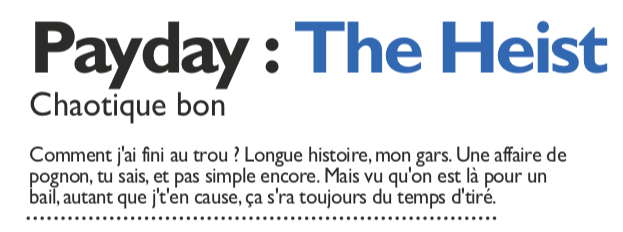 Payday : The Heist
Chaotique bon
Comment j'ai fini au trou ? Longue histoire, mon gars. Une affaire de
pognon, tu sais, et pas simple encore. Mais vu qu'on est là pour un
bail, autant que j't'en cause, ça s'ra toujours du temps d'tiré.